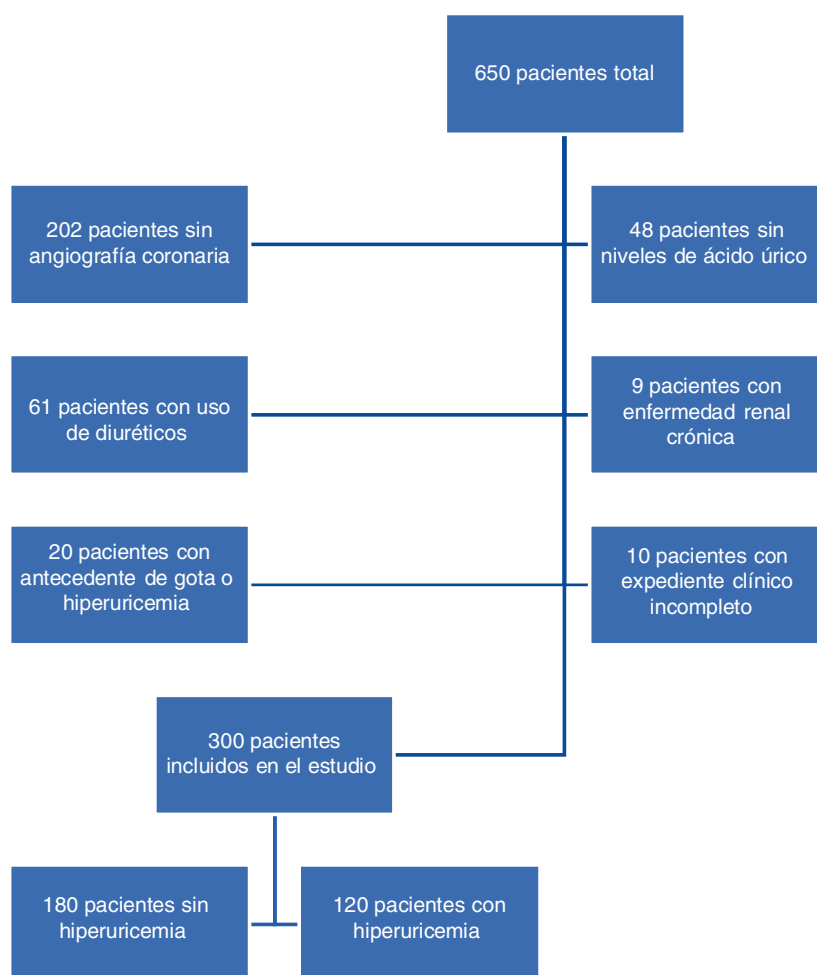 650 pacientes total
202 pacientes sin
angiografía coronaria
48 pacientes sin
niveles de ácido úrico
61 pacientes con uso
de diuréticos
9 pacientes con
enfermedad renal
crónica
20 pacientes con
antecedente de gota o
hiperuricemia
10 pacientes con
expediente clínico
incompleto
300 pacientes
incluidos en el estudio
180 pacientes sin
hiperuricemia
120 pacientes con
hiperuricemia